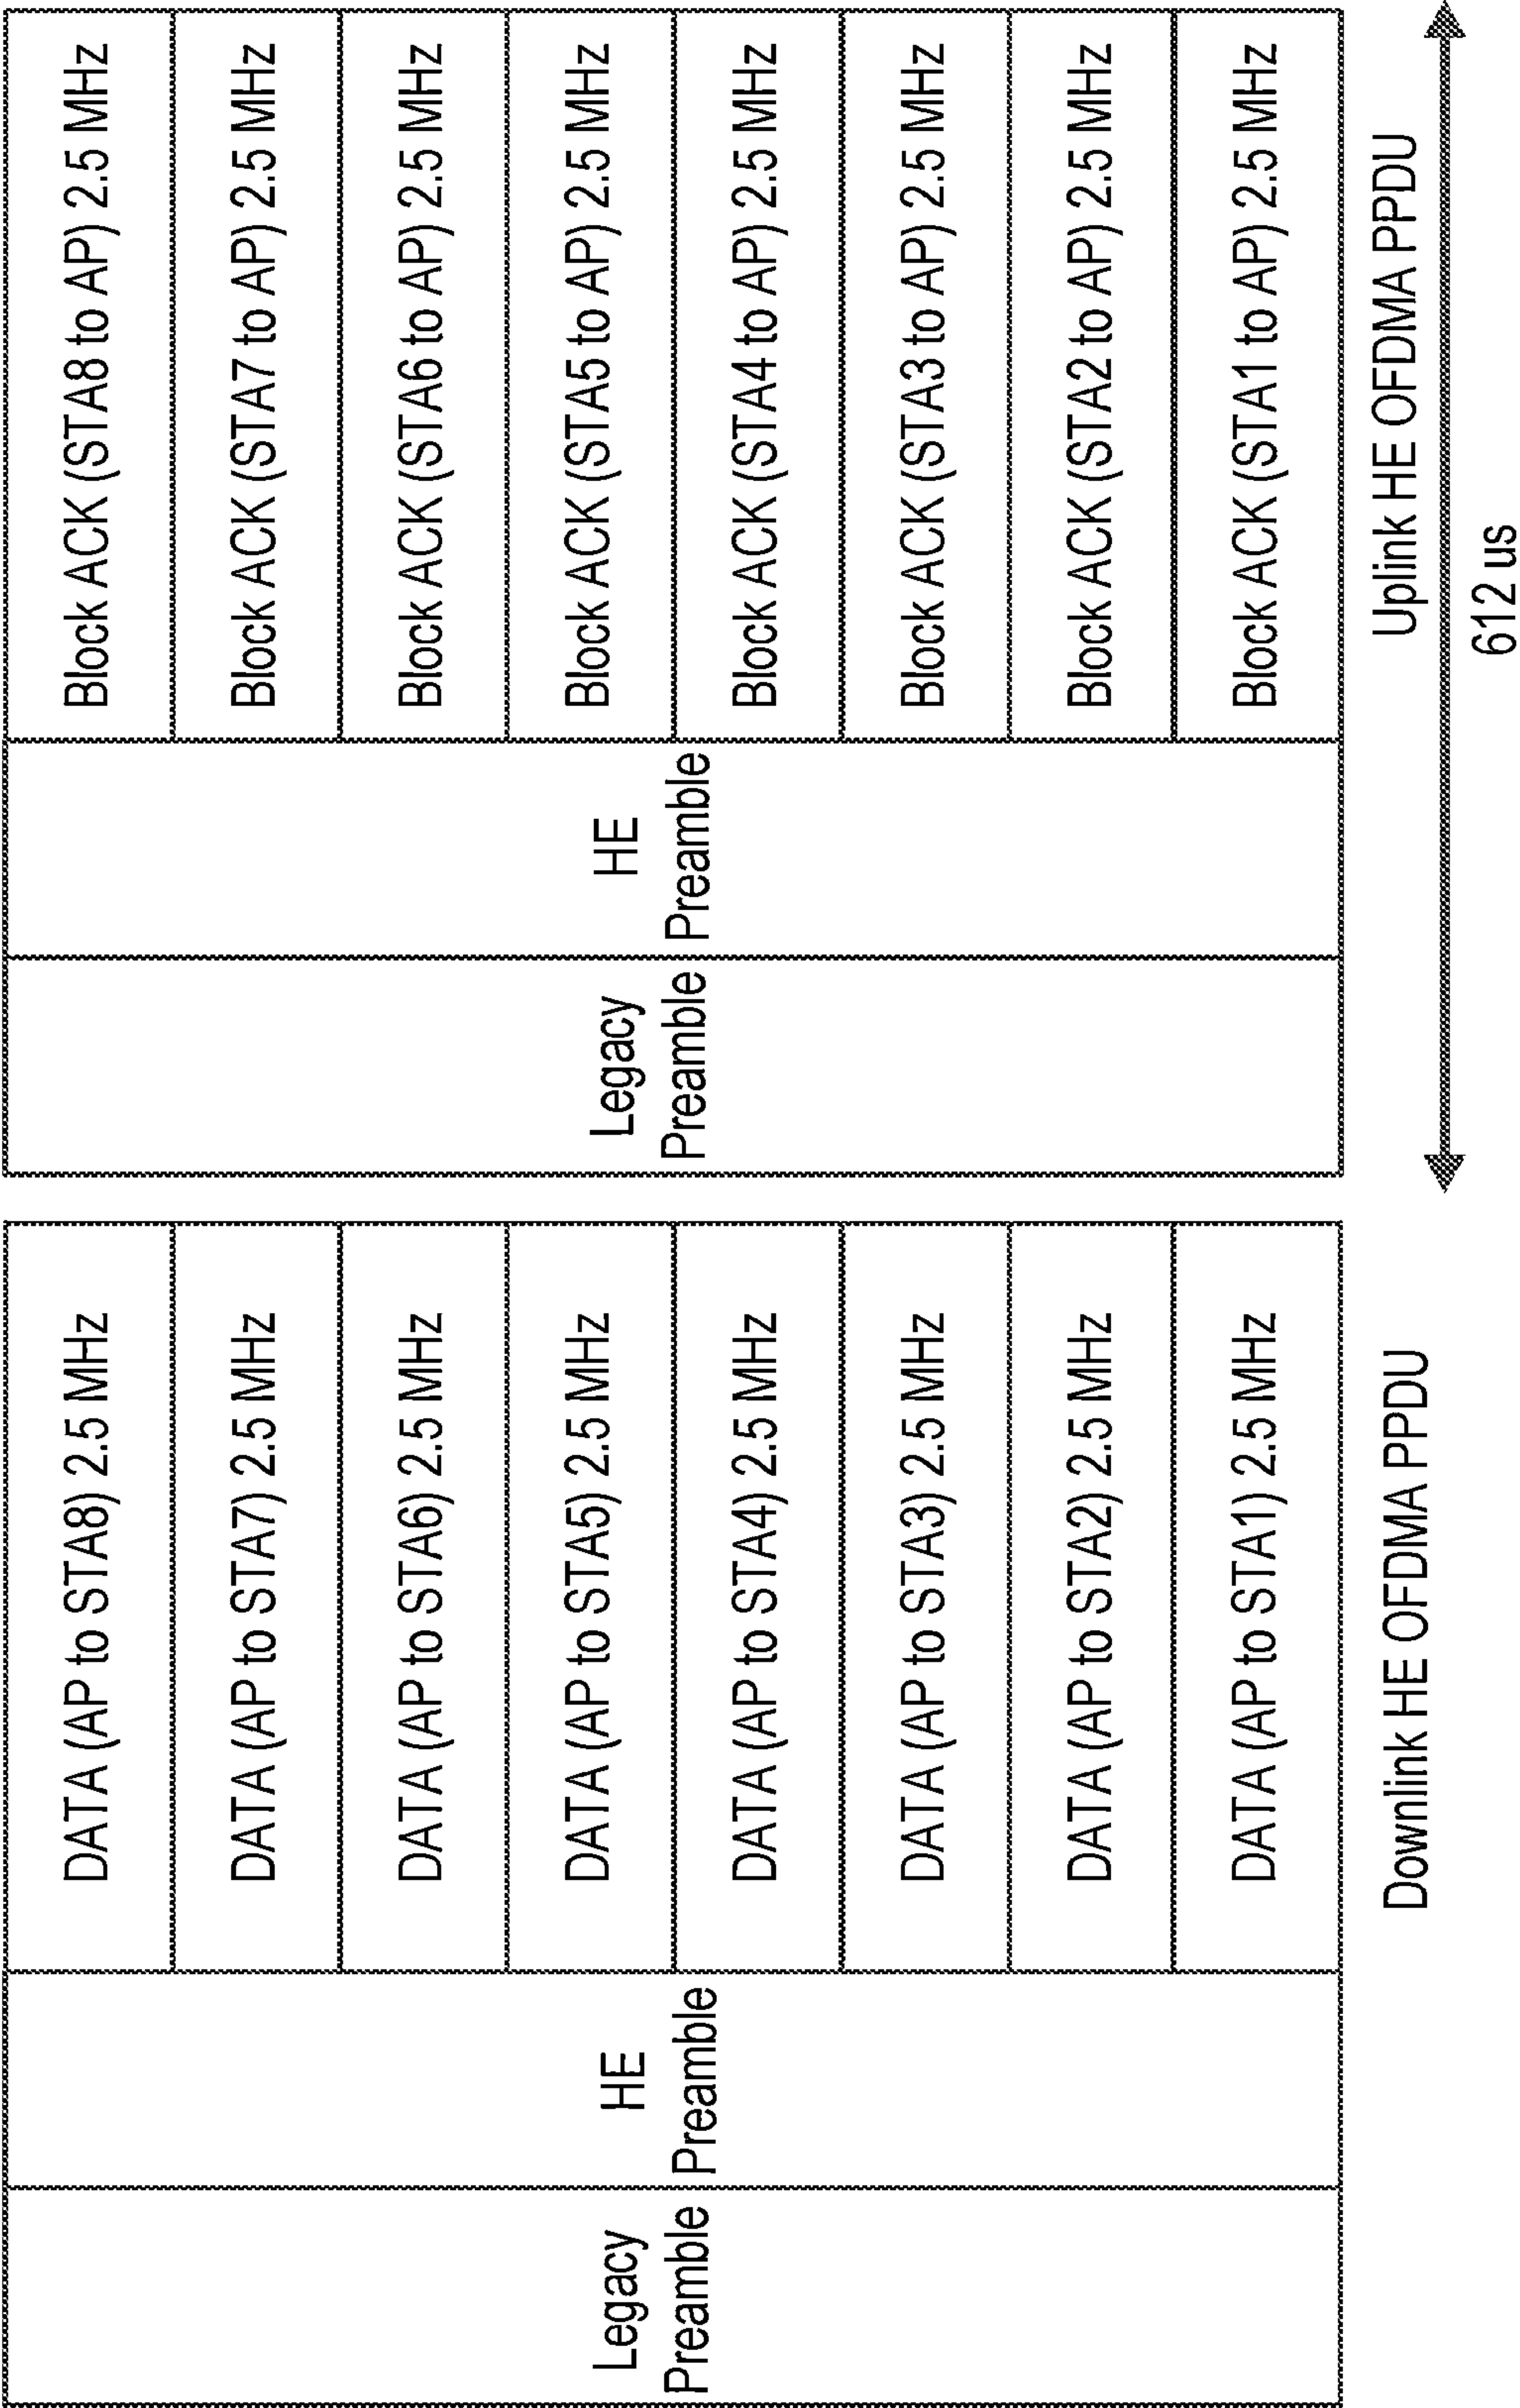 Legacy
Preamble
HE
Preamble
DATA (AP to STA8) 2.5 MHz
DATA (AP to STA7) 2.5 MHz
DATA (AP to STA6) 2.5 MHz
DATA (AP to STA5) 2.5 MHz
DATA (AP to STA4) 2.5 MHz
DATA (AP to STA3) 2.5 MHz
DATA (AP to STA2) 2.5 MHz
DATA (AP to STA1) 2.5 MHz
Downlink HE OFDMA PPDU
Legacy
Preamble
HE
Preamble
Block ACK (STA8 to AP) 2.5 MHz
Block ACK (STA7 to AP) 2.5 MHz
Block ACK (STA6 to AP) 2.5 MHz
Block ACK (STA5 to AP) 2.5 MHz
Block ACK (STA4 to AP) 2.5 MHz
Block ACK (STA3 to AP) 2.5 MHz
Block ACK (STA2 to AP) 2.5 MHz
Block ACK (STA1 to AP) 2.5 MHz
Uplink HE OFDMA PPDU
612 us